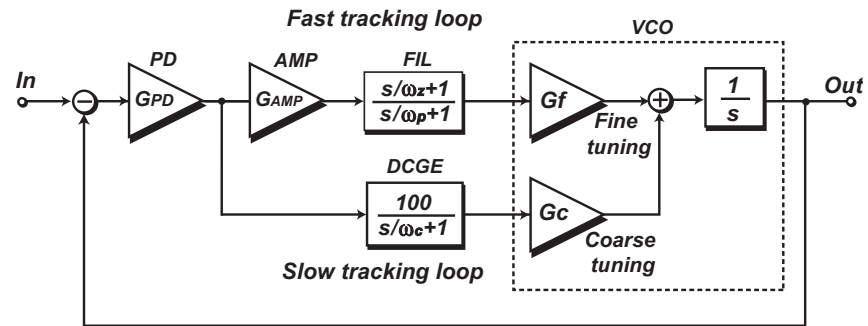 Fast tracking loop
VCO
PD
AMP
FIL
In
Out
−
GPD
GAMP
s/ωz+1
s/ωp+1
Gf
+
1
s
Fine
tuning
DCGE
100
s/ωc+1
Gc
Coarse
tuning
Slow tracking loop